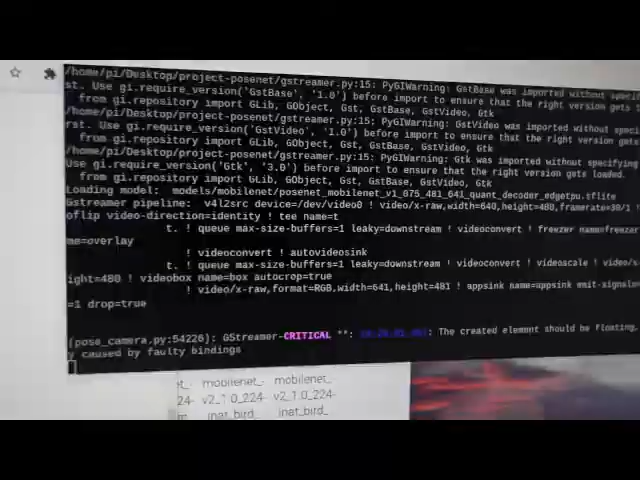 /home/pi/Desktop/project-posenet/gstreamer.py:15: PyGIWarning: GstBase was imported without specif
st. Use gi.require_version('GstBase', '1.0') before import to ensure that the right version gets
from gi.repository import GLib, GObject, Gst, GstBase, GstVideo, Gtk
/home/pi/Desktop/project-posenet/gstreamer.py:15: PyGIWarning: GstVideo was imported without spec
rst. Use gi.require_version('GstVideo', '1.0') before import to ensure that the right version gets
from gi.repository import GLib, GObject, Gst, GstBase, GstVideo, Gtk
/home/pi/Desktop/project-posenet/gstreamer.py:15: PyGIWarning: Gtk was imported without specifying
Use gi.require_version('Gtk', '3.0') before import to ensure that the right version gets loaded.
from gi.repository import GLib, GObject, Gst, GstBase, GstVideo, Gtk
Loading model: models/mobilenet/posenet_mobilenet_v1_075_481_641_quant_decoder_edgetpu.tflite
Gstreamer pipeline: v4l2src device=/dev/video0 ! video/x-raw,width=640,height=480,framerate=30/1
oflip video-direction=identity ! tee name=t
t. ! queue max-size-buffers=1 leaky=downstream ! videoconvert ! freezer name=freezer
me=overlay
! videoconvert ! autovideosink
t. ! queue max-size-buffers=1 leaky=downstream ! videoconvert ! videoscale ! video/x-
ight=480 ! videobox name=box autocrop=true
! video/x-raw,format=RGB,width=641,height=481 ! appsink name=appsink emit-signals=
=1 drop=true
(pose_camera.py:54226): GStreamer-CRITICAL **: : The created element should be floating,
y caused by faulty bindings
et_ mobilenet_ mobilenet_
24- v2_1.0_224- v2_1.0_224-
inat_bird_ inat_bird_